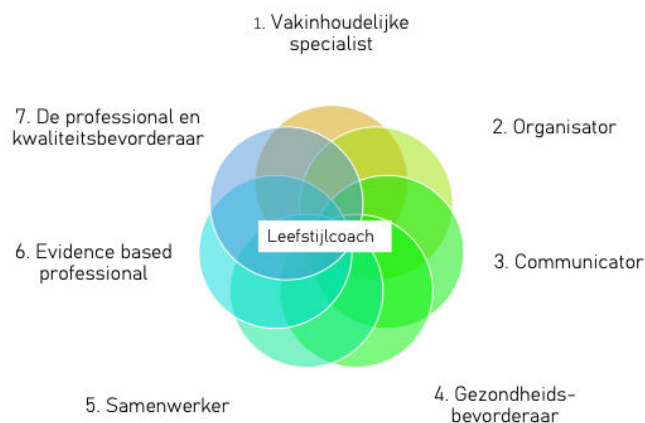 1. Vakinhoudelijke
specialist
7. De professional en
kwaliteitsbevorderaar
2. Organisator
Leefstijlcoach
6. Evidence based
professional
3. Communicator
5. Samenwerker
4. Gezondheids-
bevorderaar